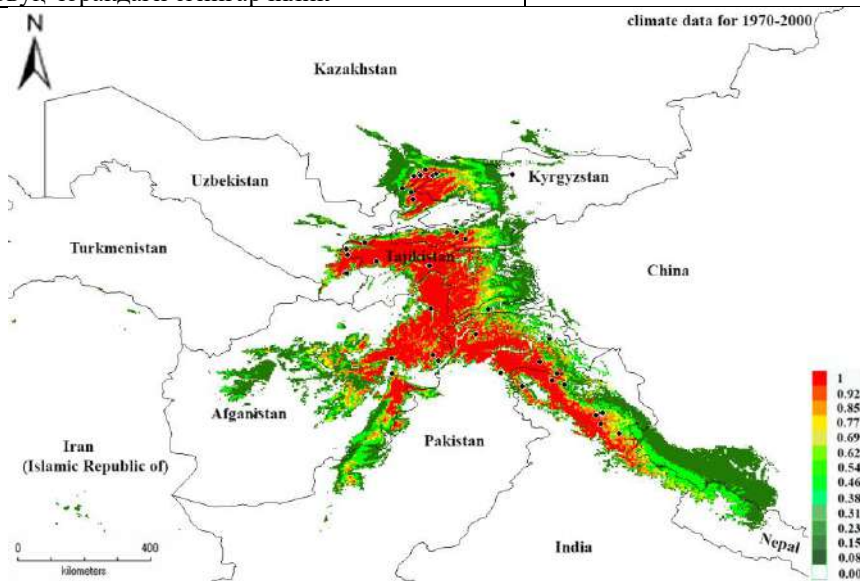 climate data for 1970-2000
N
Kazakhstan
Uzbekistan
Kyrgyzstan
Turkmenistan
Tajikistan
China
Afganistan
Pakistan
Iran
(Islamic Republic of)
India
Nepal
0 400
kilometers
1
0.92
0.85
0.77
0.69
0.62
0.54
0.46
0.38
0.31
0.23
0.15
0.08
0.00